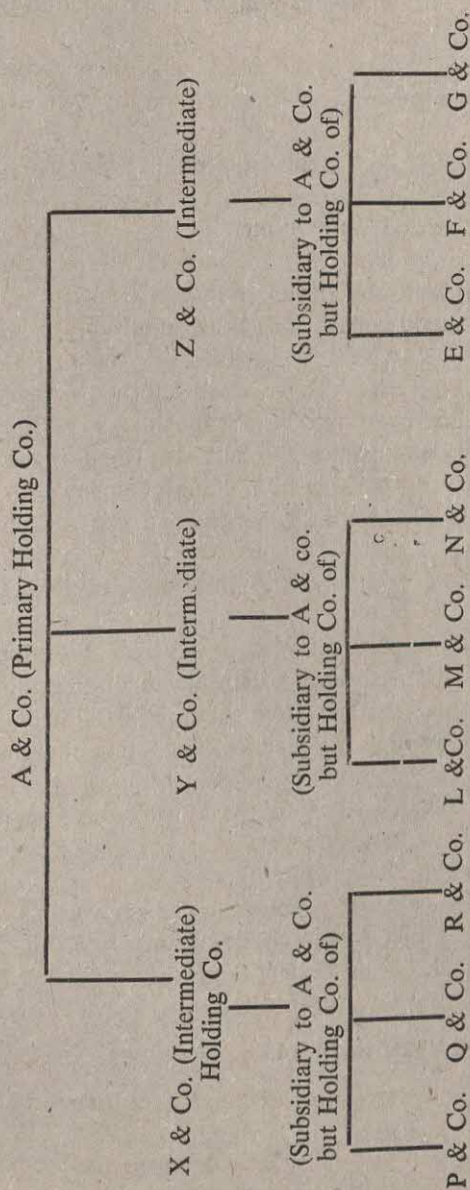 A & Co. (Primary Holding Co.)
X & Co. (Intermediate)
Holding Co.
Y & Co. (Intermediate)
Z & Co. (Intermediate)
(Subsidiary to A & Co.
but Holding Co. of)
(Subsidiary to A & co.
but Holding Co. of)
(Subsidiary to A & Co.
but Holding Co. of)
P & Co. Q & Co. R & Co. L &Co. M & Co. N & Co. E & Co. F & Co. G & Co.